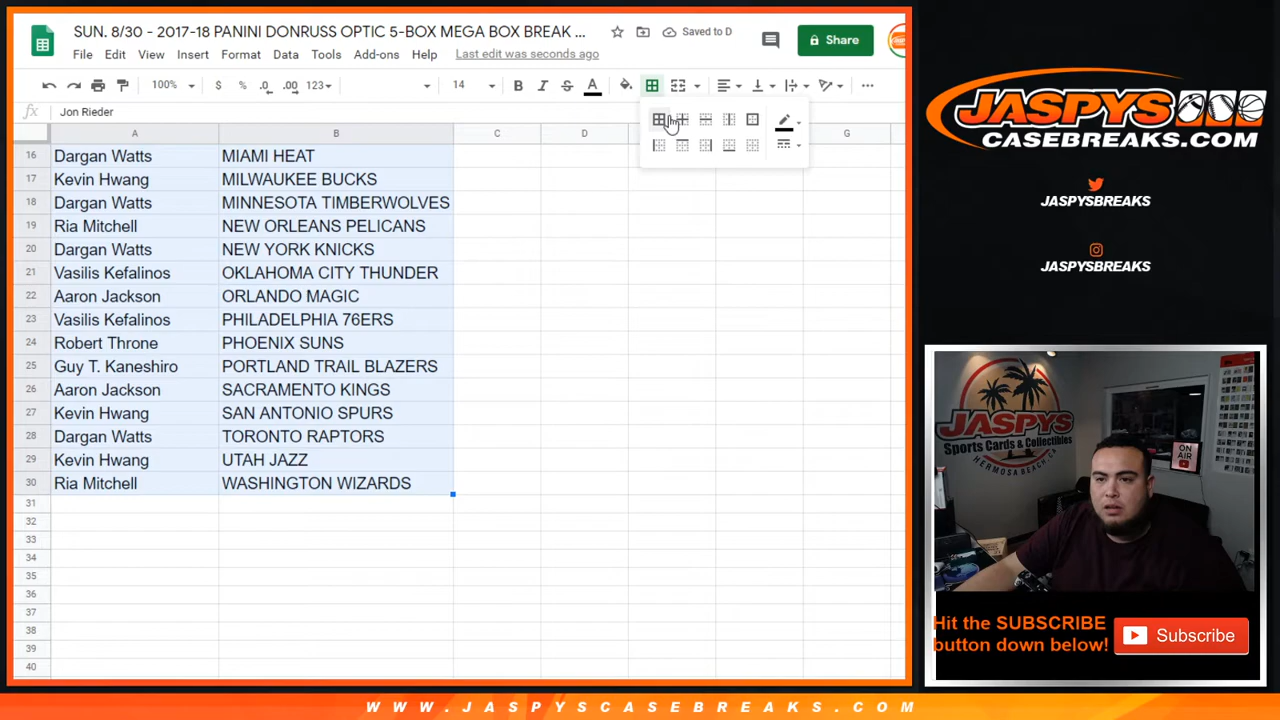 SUN. 8/30 - 2017-18 PANINI DONRUSS OPTIC 5-BOX MEGA BOX BREAK ...
Saved to D
Share
File Edit View Insert Format Data Tools Add-ons Help Last edit was seconds ago
100% $ % .0 .00 123 14 B I S A
fx Jon Rieder
A B C D G
16 Dargan Watts MIAMI HEAT
17 Kevin Hwang MILWAUKEE BUCKS
18 Dargan Watts MINNESOTA TIMBERWOLVES
19 Ria Mitchell NEW ORLEANS PELICANS
20 Dargan Watts NEW YORK KNICKS
21 Vasilis Kefalinos OKLAHOMA CITY THUNDER
22 Aaron Jackson ORLANDO MAGIC
23 Vasilis Kefalinos PHILADELPHIA 76ERS
24 Robert Throne PHOENIX SUNS
25 Guy T. Kaneshiro PORTLAND TRAIL BLAZERS
26 Aaron Jackson SACRAMENTO KINGS
27 Kevin Hwang SAN ANTONIO SPURS
28 Dargan Watts TORONTO RAPTORS
29 Kevin Hwang UTAH JAZZ
30 Ria Mitchell WASHINGTON WIZARDS
31
32
33
34
35
36
37
38
39
40
JASPYS
CASEBREAKS.COM
JASPYSBREAKS
JASPYSBREAKS
JASPYS
Sports Cards & Collectibles
HERMOSA BEACH, CA
ON AIR
Hit the SUBSCRIBE
button down below!
Subscribe
WWW.JASPYSCASEBREAKS.COM